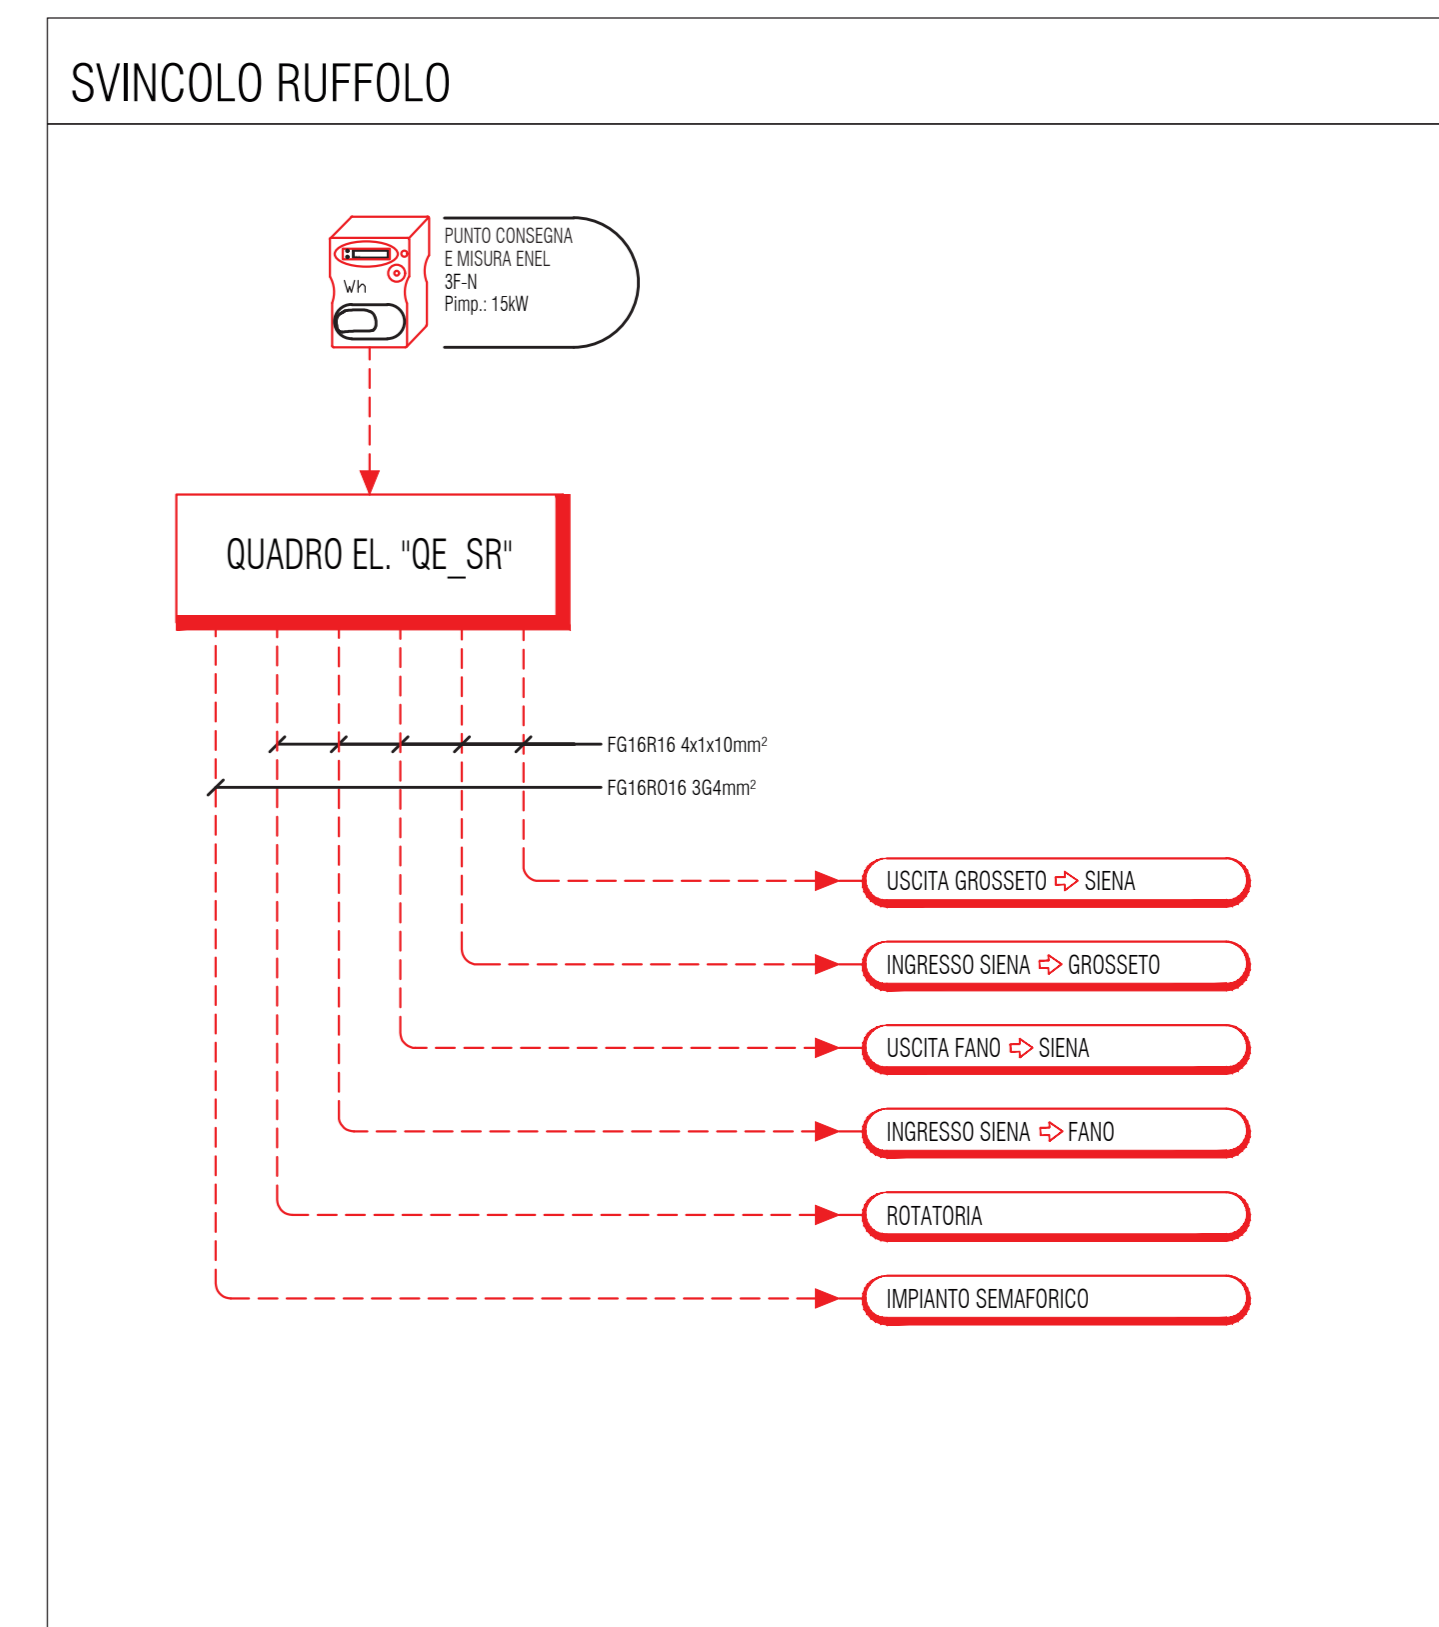 SVINCOLO RUFFOLO
PUNTO CONSEGNA
E MISURA ENEL
3F-N
Pimp.: 15kW
Wh
QUADRO EL. "QE_SR"
FG16R16 4x1x10mm²
FG16RO16 3G4mm²
USCITA GROSSETO ⇨ SIENA
INGRESSO SIENA ⇨ GROSSETO
USCITA FANO ⇨ SIENA
INGRESSO SIENA ⇨ FANO
ROTATORIA
IMPIANTO SEMAFORICO